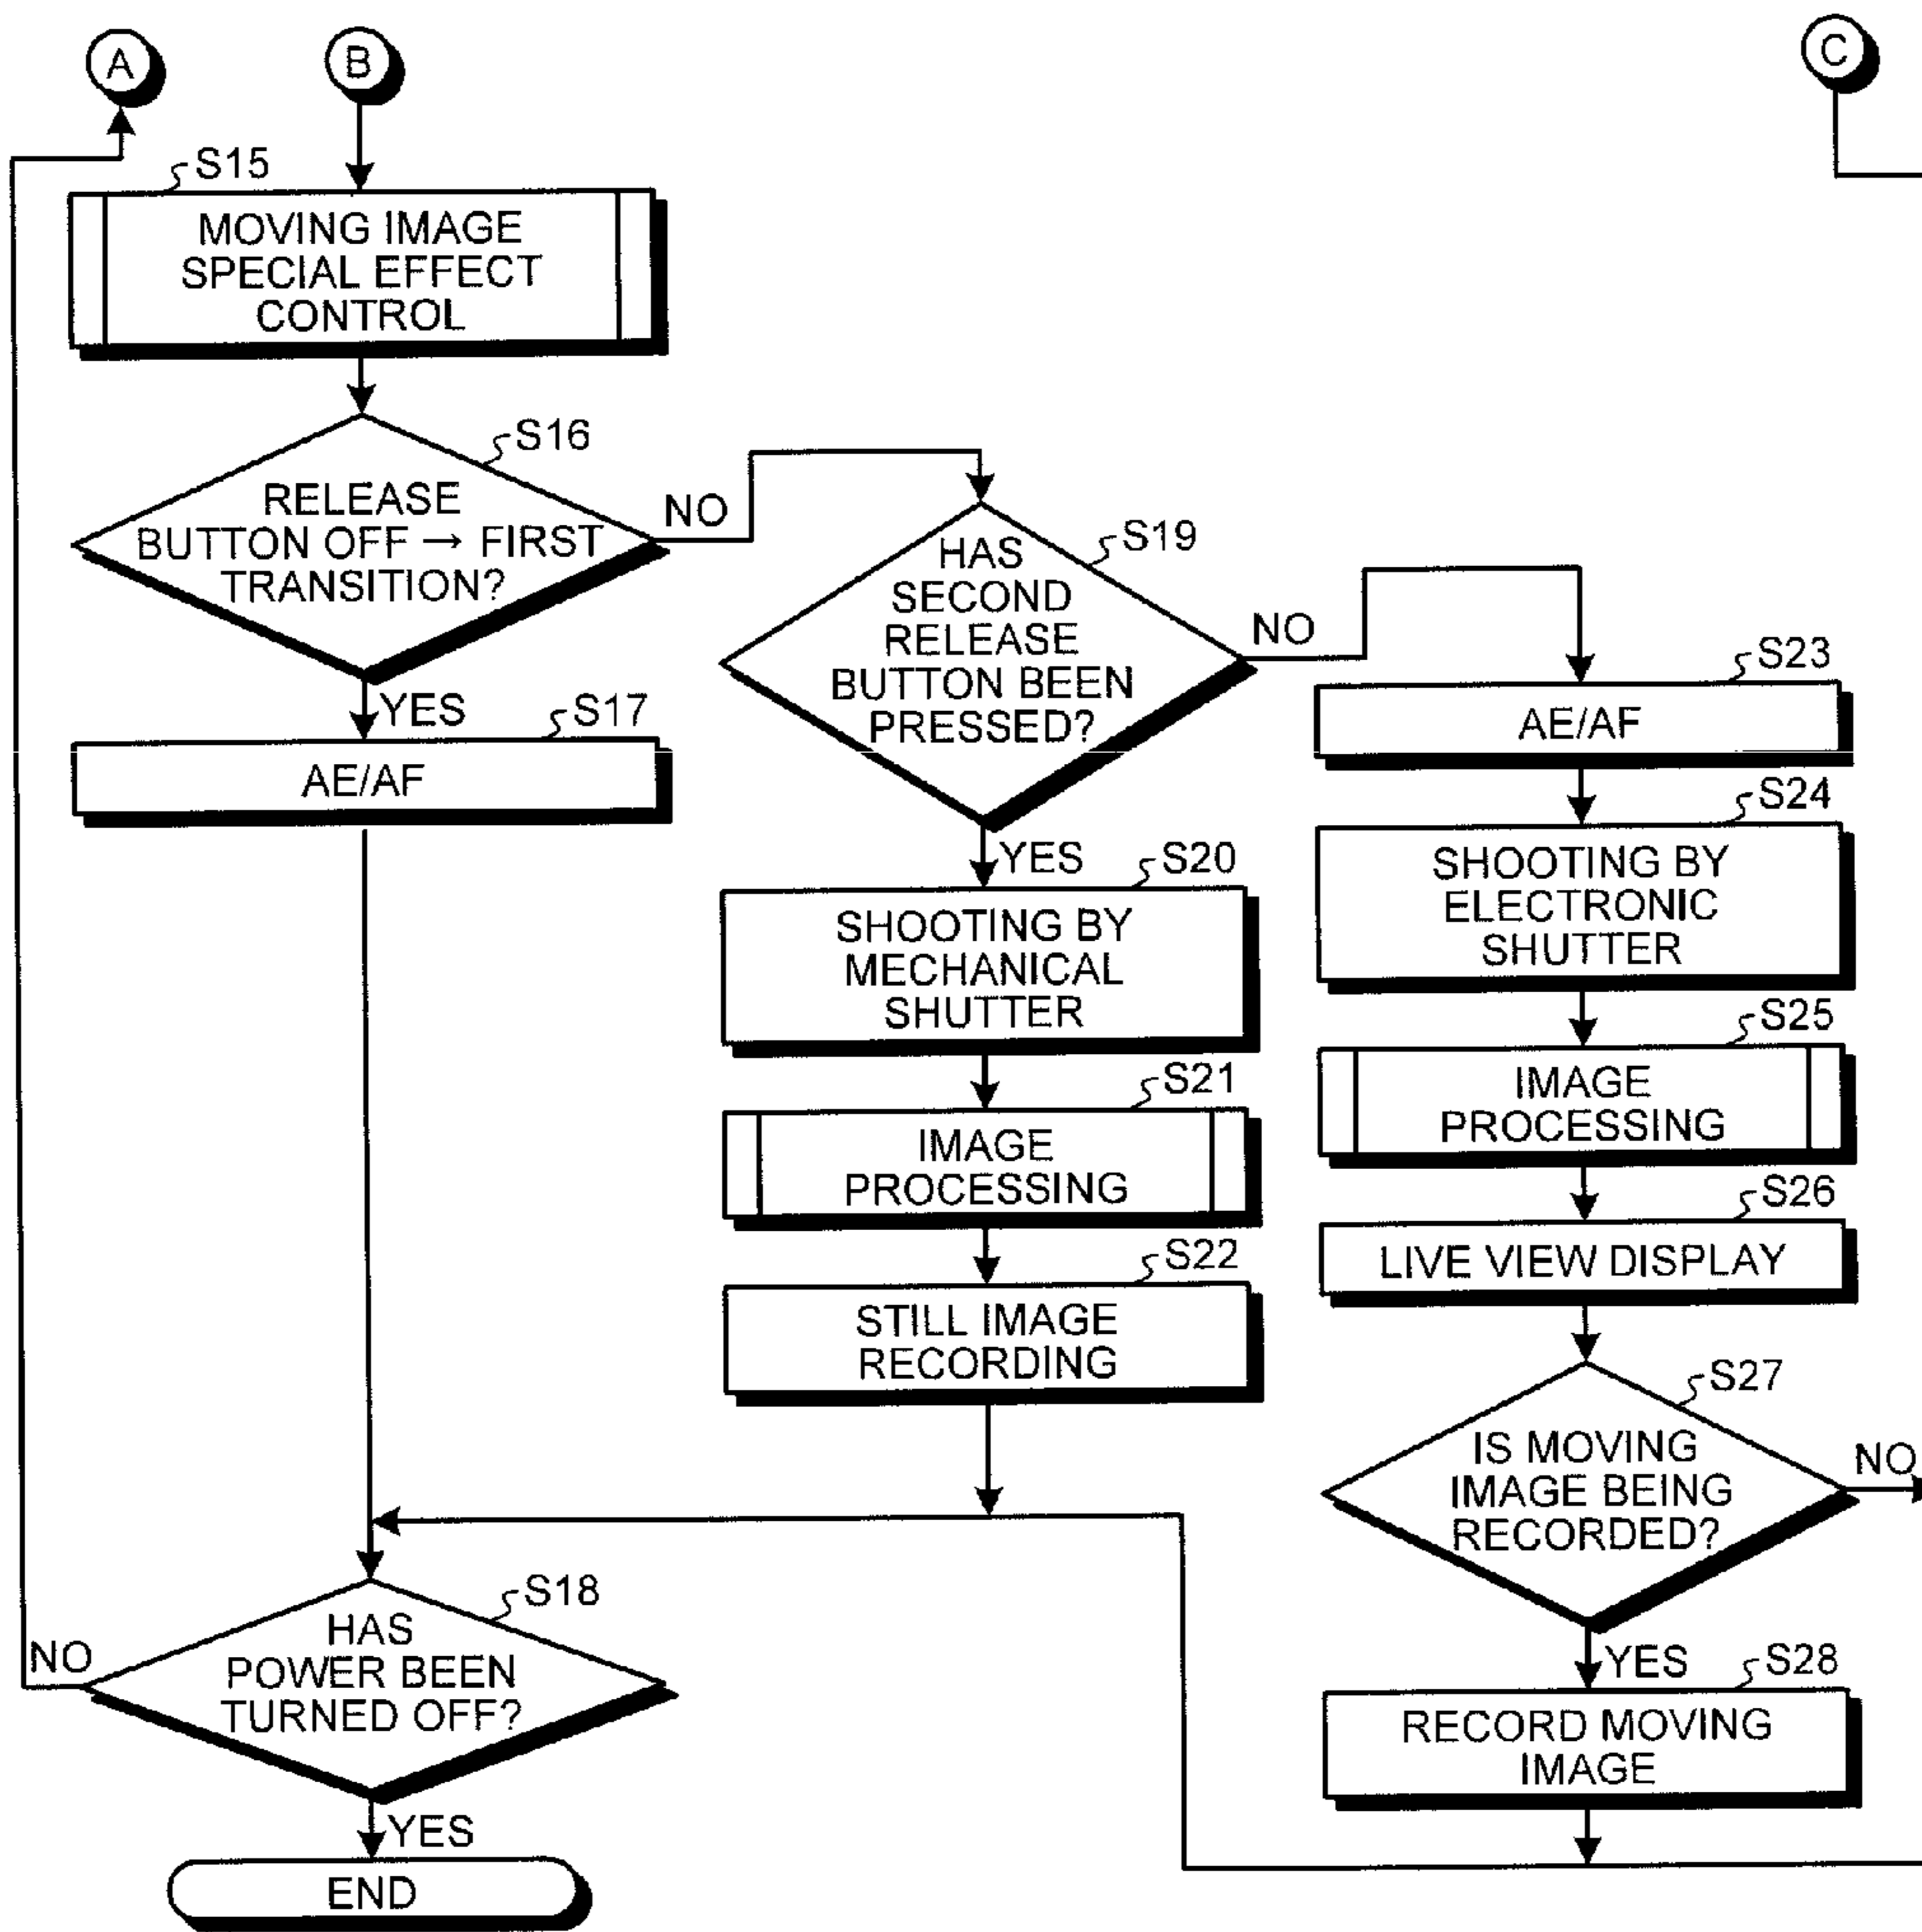 A
B
C
S15
MOVING IMAGE
SPECIAL EFFECT
CONTROL
S16
RELEASE
BUTTON OFF → FIRST
TRANSITION?
NO
YES
S17
AE/AF
S19
HAS
SECOND
RELEASE
BUTTON BEEN
PRESSED?
NO
YES
S20
SHOOTING BY
MECHANICAL
SHUTTER
S21
IMAGE
PROCESSING
S22
STILL IMAGE
RECORDING
S23
AE/AF
S24
SHOOTING BY
ELECTRONIC
SHUTTER
S25
IMAGE
PROCESSING
S26
LIVE VIEW DISPLAY
S27
IS MOVING
IMAGE BEING
RECORDED?
NO
YES
S28
RECORD MOVING
IMAGE
S18
HAS
POWER BEEN
TURNED OFF?
NO
YES
END